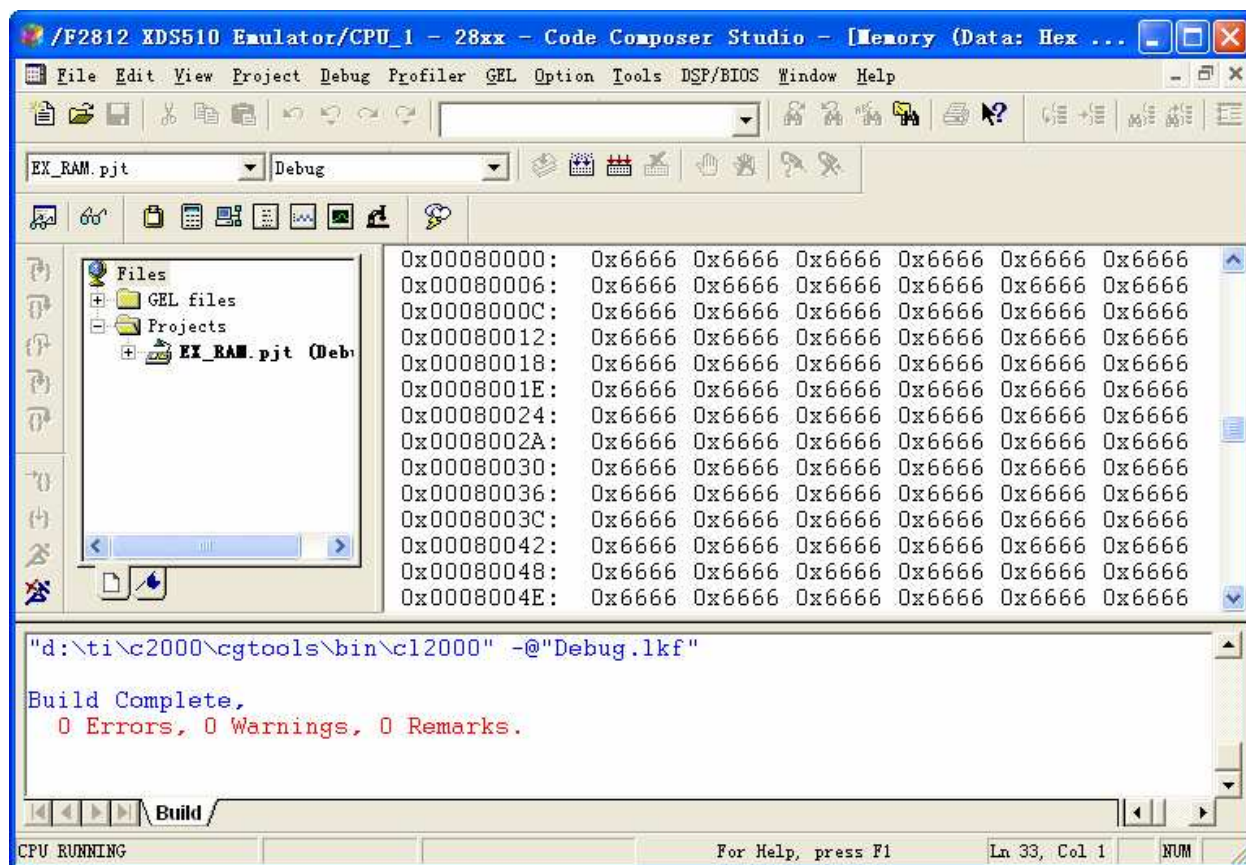 /F2812 XDS510 Emulator/CPU_1 - 28xx - Code Composer Studio - [Memory (Data: Hex ...
File Edit View Project Debug Profiler GEL Option Tools DSP/BIOS Window Help
EX_RAM.pjt Debug
Files
GEL files
Projects
EX_RAM.pjt (Deb
0x00080000: 0x6666 0x6666 0x6666 0x6666 0x6666 0x6666
0x00080006: 0x6666 0x6666 0x6666 0x6666 0x6666 0x6666
0x0008000C: 0x6666 0x6666 0x6666 0x6666 0x6666 0x6666
0x00080012: 0x6666 0x6666 0x6666 0x6666 0x6666 0x6666
0x00080018: 0x6666 0x6666 0x6666 0x6666 0x6666 0x6666
0x0008001E: 0x6666 0x6666 0x6666 0x6666 0x6666 0x6666
0x00080024: 0x6666 0x6666 0x6666 0x6666 0x6666 0x6666
0x0008002A: 0x6666 0x6666 0x6666 0x6666 0x6666 0x6666
0x00080030: 0x6666 0x6666 0x6666 0x6666 0x6666 0x6666
0x00080036: 0x6666 0x6666 0x6666 0x6666 0x6666 0x6666
0x0008003C: 0x6666 0x6666 0x6666 0x6666 0x6666 0x6666
0x00080042: 0x6666 0x6666 0x6666 0x6666 0x6666 0x6666
0x00080048: 0x6666 0x6666 0x6666 0x6666 0x6666 0x6666
0x0008004E: 0x6666 0x6666 0x6666 0x6666 0x6666 0x6666
"d:\ti\c2000\cgtools\bin\cl2000" -@"Debug.lkf"
Build Complete,
0 Errors, 0 Warnings, 0 Remarks.
Build
CPU RUNNING For Help, press F1 Ln 33, Col 1 NUM